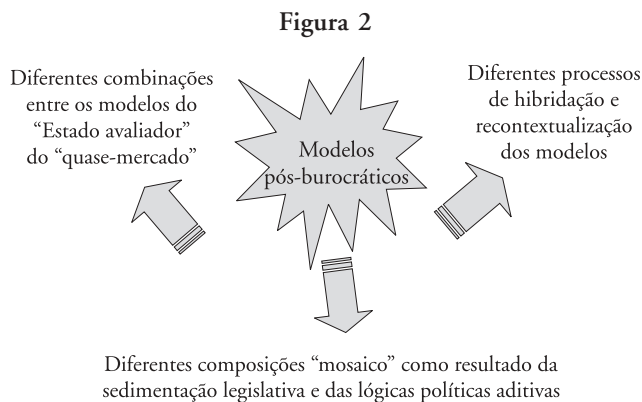 Figura 2
Diferentes combinações
entre os modelos do
“Estado avaliador”
do “quase-mercado”
Modelos
pós-burocráticos
Diferentes processos
de hibridação e
recontextualização
dos modelos
Diferentes composições “mosaico” como resultado da
sedimentação legislativa e das lógicas políticas aditivas